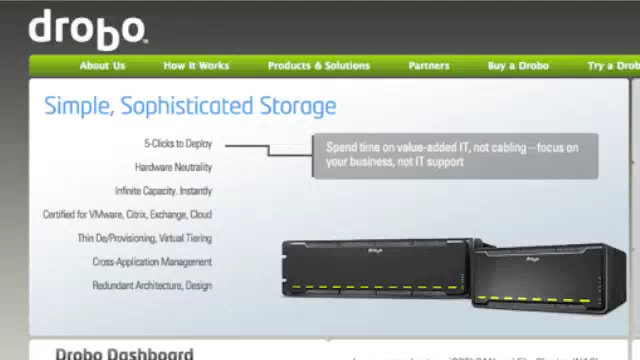 drobo™
About Us How It Works Products & Solutions Partners Buy a Drobo Try a Drob
Simple, Sophisticated Storage
5-Clicks to Deploy
Spend time on value-added IT, not cabling—focus on
your business, not IT support
Hardware Neutrality
Infinite Capacity. Instantly
Certified for VMware, Citrix, Exchange, Cloud
Thin De/Provisioning, Virtual Tiering
Cross-Application Management
Redundant Architecture, Design
drobo
drobo
Drobo Dashboard